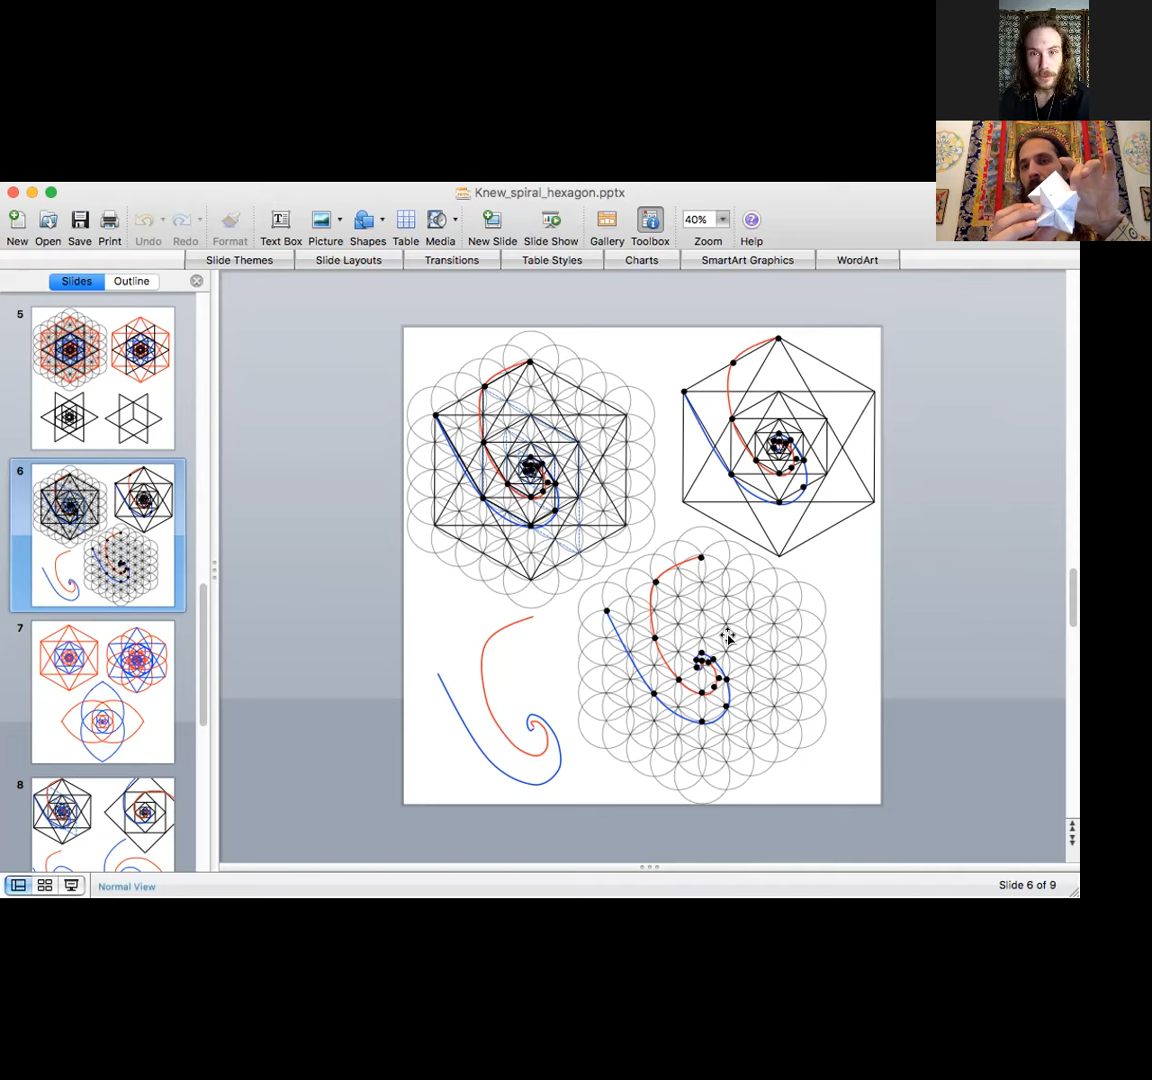 Knew_spiral_hexagon.pptx
40%
New Open Save Print Undo Redo Format Text Box Picture Shapes Table Media New Slide Slide Show Gallery Toolbox Zoom Help
Slide Themes Slide Layouts Transitions Table Styles Charts SmartArt Graphics WordArt
Slides Outline
5
6
7
8
Normal View
Slide 6 of 9